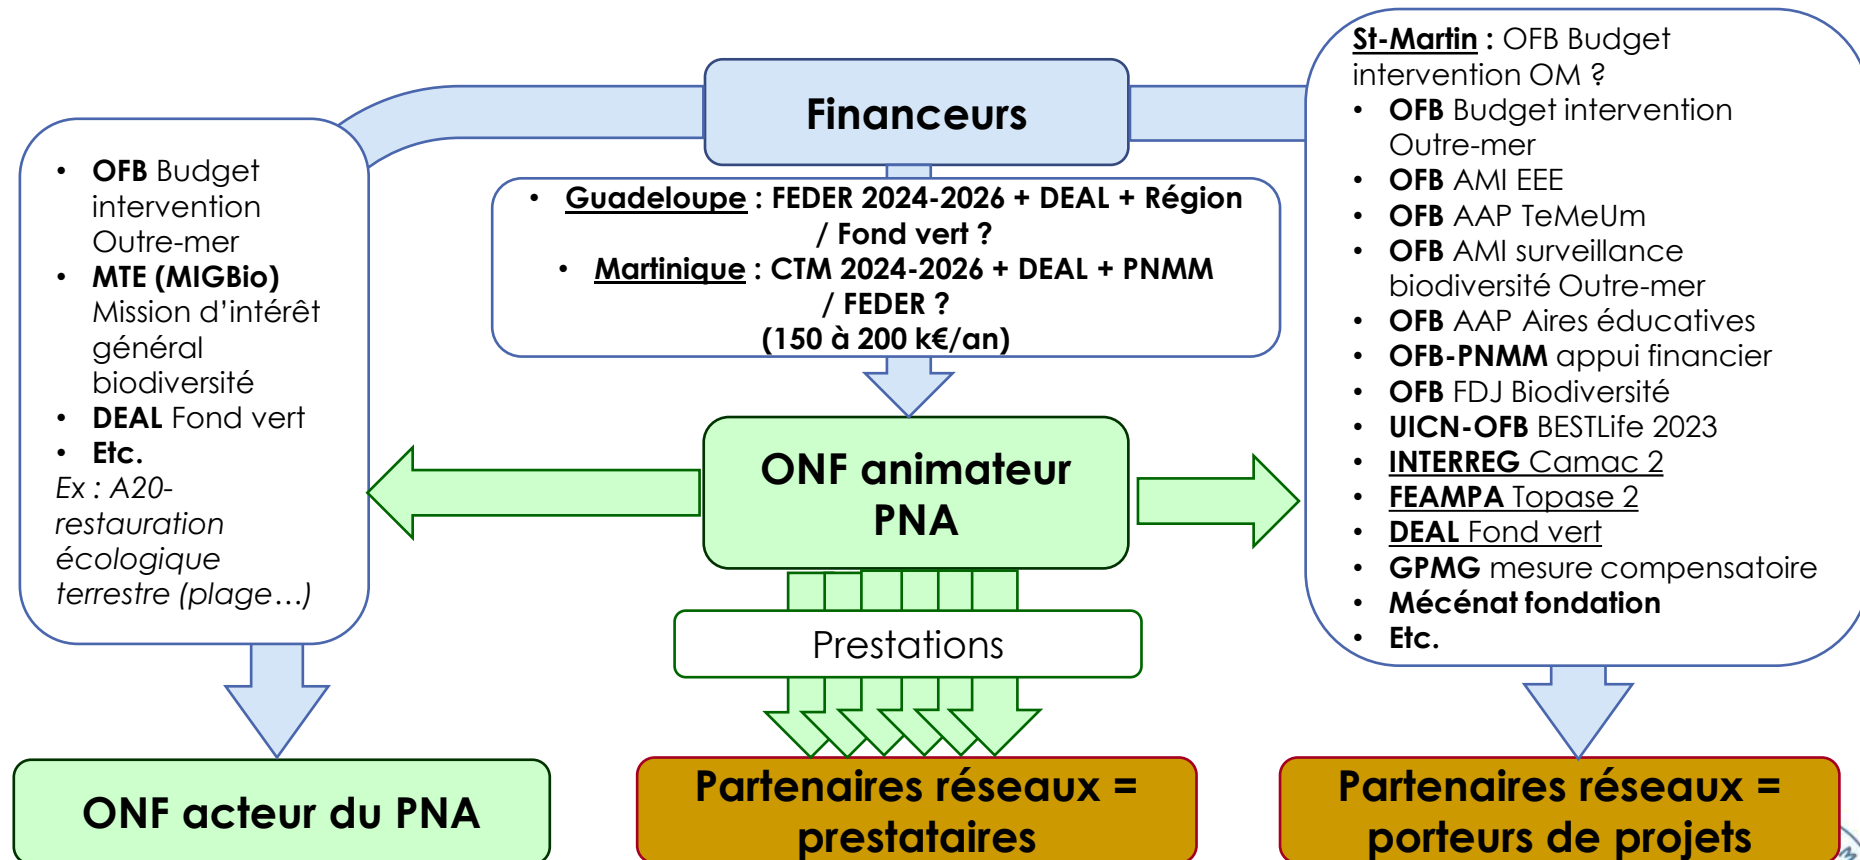 Financeurs
• OFB Budget
intervention
Outre-mer
• MTE (MIGBio)
Mission d’intérêt
général
biodiversité
• DEAL Fond vert
• Etc.
Ex : A20-
restauration
écologique
terrestre (plage…)
• Guadeloupe : FEDER 2024-2026 + DEAL + Région
/ Fond vert ?
• Martinique : CTM 2024-2026 + DEAL + PNMM
/ FEDER ?
(150 à 200 k€/an)
St-Martin : OFB Budget
intervention OM ?
• OFB Budget intervention
Outre-mer
• OFB AMI EEE
• OFB AAP TeMeUm
• OFB AMI surveillance
biodiversité Outre-mer
• OFB AAP Aires éducatives
• OFB-PNMM appui financier
• OFB FDJ Biodiversité
• UICN-OFB BESTLife 2023
• INTERREG Camac 2
• FEAMPA Topase 2
• DEAL Fond vert
• GPMG mesure compensatoire
• Mécénat fondation
• Etc.
ONF animateur
PNA
Prestations
ONF acteur du PNA
Partenaires réseaux =
prestataires
Partenaires réseaux =
porteurs de projets